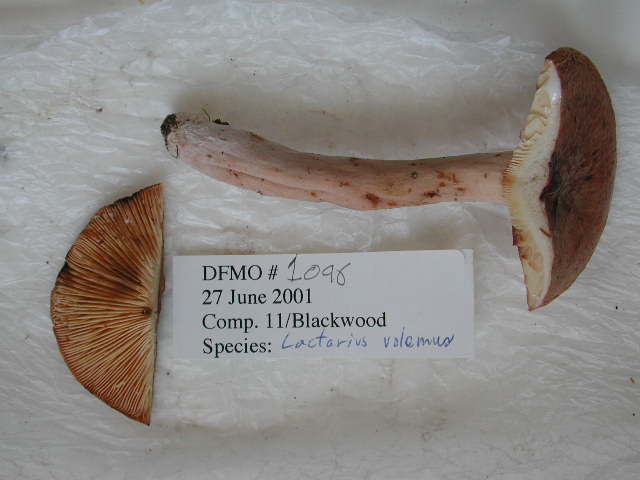 DFMO # 1098
27 June 2001
Comp. 11/Blackwood
Species: Lactarius volemus